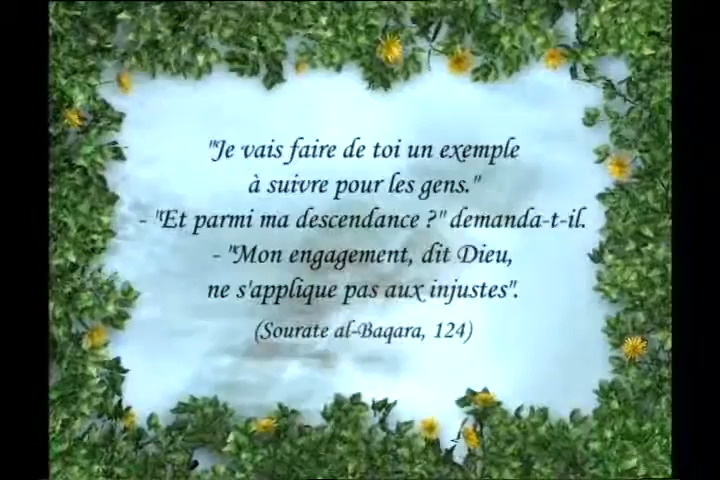 "Je vais faire de toi un exemple
à suivre pour les gens."
- "Et parmi ma descendance ?" demanda-t-il.
- "Mon engagement, dit Dieu,
ne s'applique pas aux injustes".
(Sourate al-Baqara, 124)